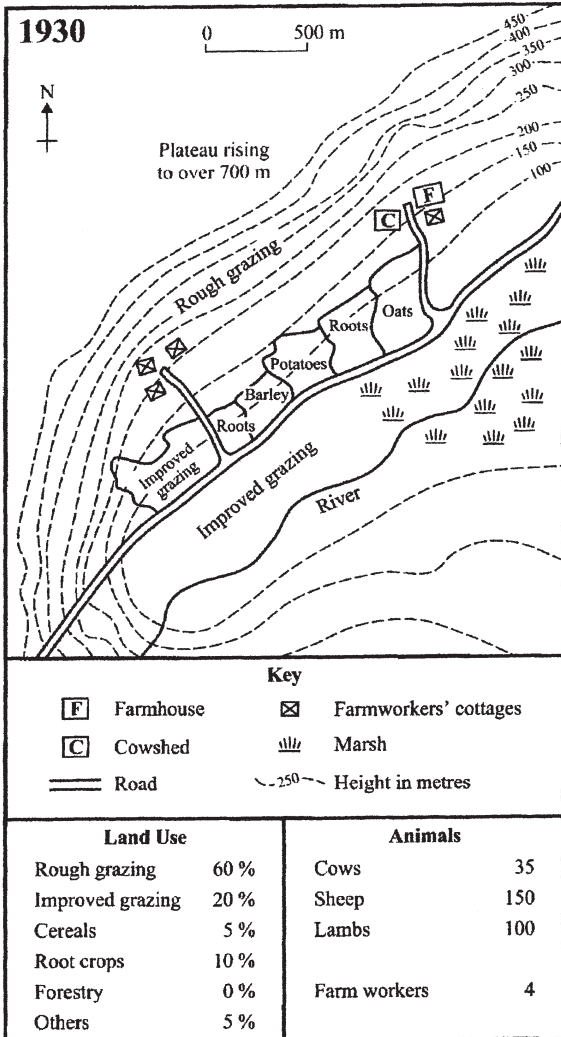 1930
0 500 m
N
Plateau rising
to over 700 m
450
400
350
300
250
200
150
100
F
C
Rough grazing
Oats
Roots
Potatoes
Barley
Roots
Improved
grazing
Improved grazing
River
Key
F Farmhouse
Farmworkers' cottages
C Cowshed
Marsh
Road
250 Height in metres
Land Use
Rough grazing 60 %
Improved grazing 20 %
Cereals 5 %
Root crops 10 %
Forestry 0 %
Others 5 %
Animals
Cows 35
Sheep 150
Lambs 100
Farm workers 4